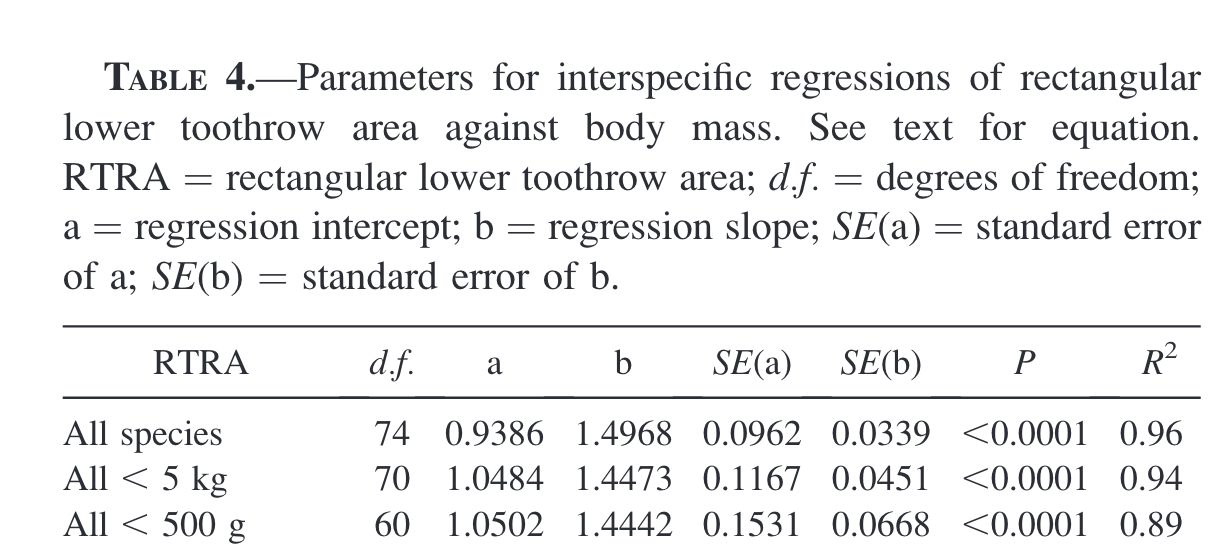 TABLE 4.—Parameters for interspecific regressions of rectangular
lower toothrow area against body mass. See text for equation.
RTRA = rectangular lower toothrow area; d.f. = degrees of freedom;
a = regression intercept; b = regression slope; SE(a) = standard error
of a; SE(b) = standard error of b.
RTRA d.f. a b SE(a) SE(b) P R²
All species 74 0.9386 1.4968 0.0962 0.0339 <0.0001 0.96
All < 5 kg 70 1.0484 1.4473 0.1167 0.0451 <0.0001 0.94
All < 500 g 60 1.0502 1.4442 0.1531 0.0668 <0.0001 0.89